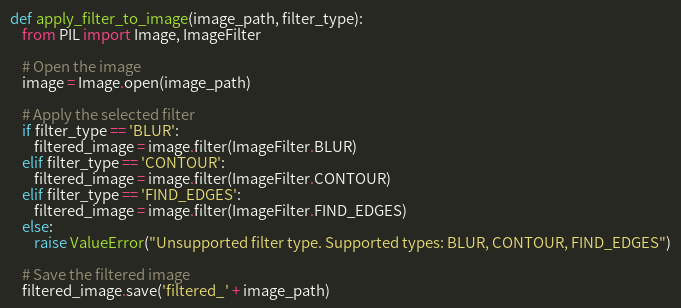 def apply_filter_to_image(image_path, filter_type):
    from PIL import Image, ImageFilter

    # Open the image
    image = Image.open(image_path)

    # Apply the selected filter
    if filter_type == 'BLUR':
        filtered_image = image.filter(ImageFilter.BLUR)
    elif filter_type == 'CONTOUR':
        filtered_image = image.filter(ImageFilter.CONTOUR)
    elif filter_type == 'FIND_EDGES':
        filtered_image = image.filter(ImageFilter.FIND_EDGES)
    else:
        raise ValueError("Unsupported filter type. Supported types: BLUR, CONTOUR, FIND_EDGES")

    # Save the filtered image
    filtered_image.save('filtered_' + image_path)